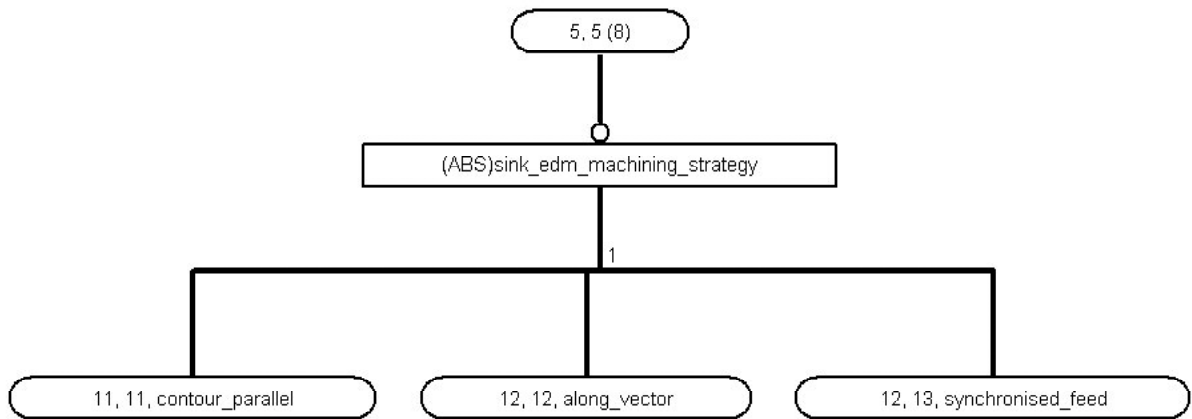 5, 5 (8)
(ABS)sink_edm_machining_strategy
1
11, 11, contour_parallel
12, 12, along_vector
12, 13, synchronised_feed